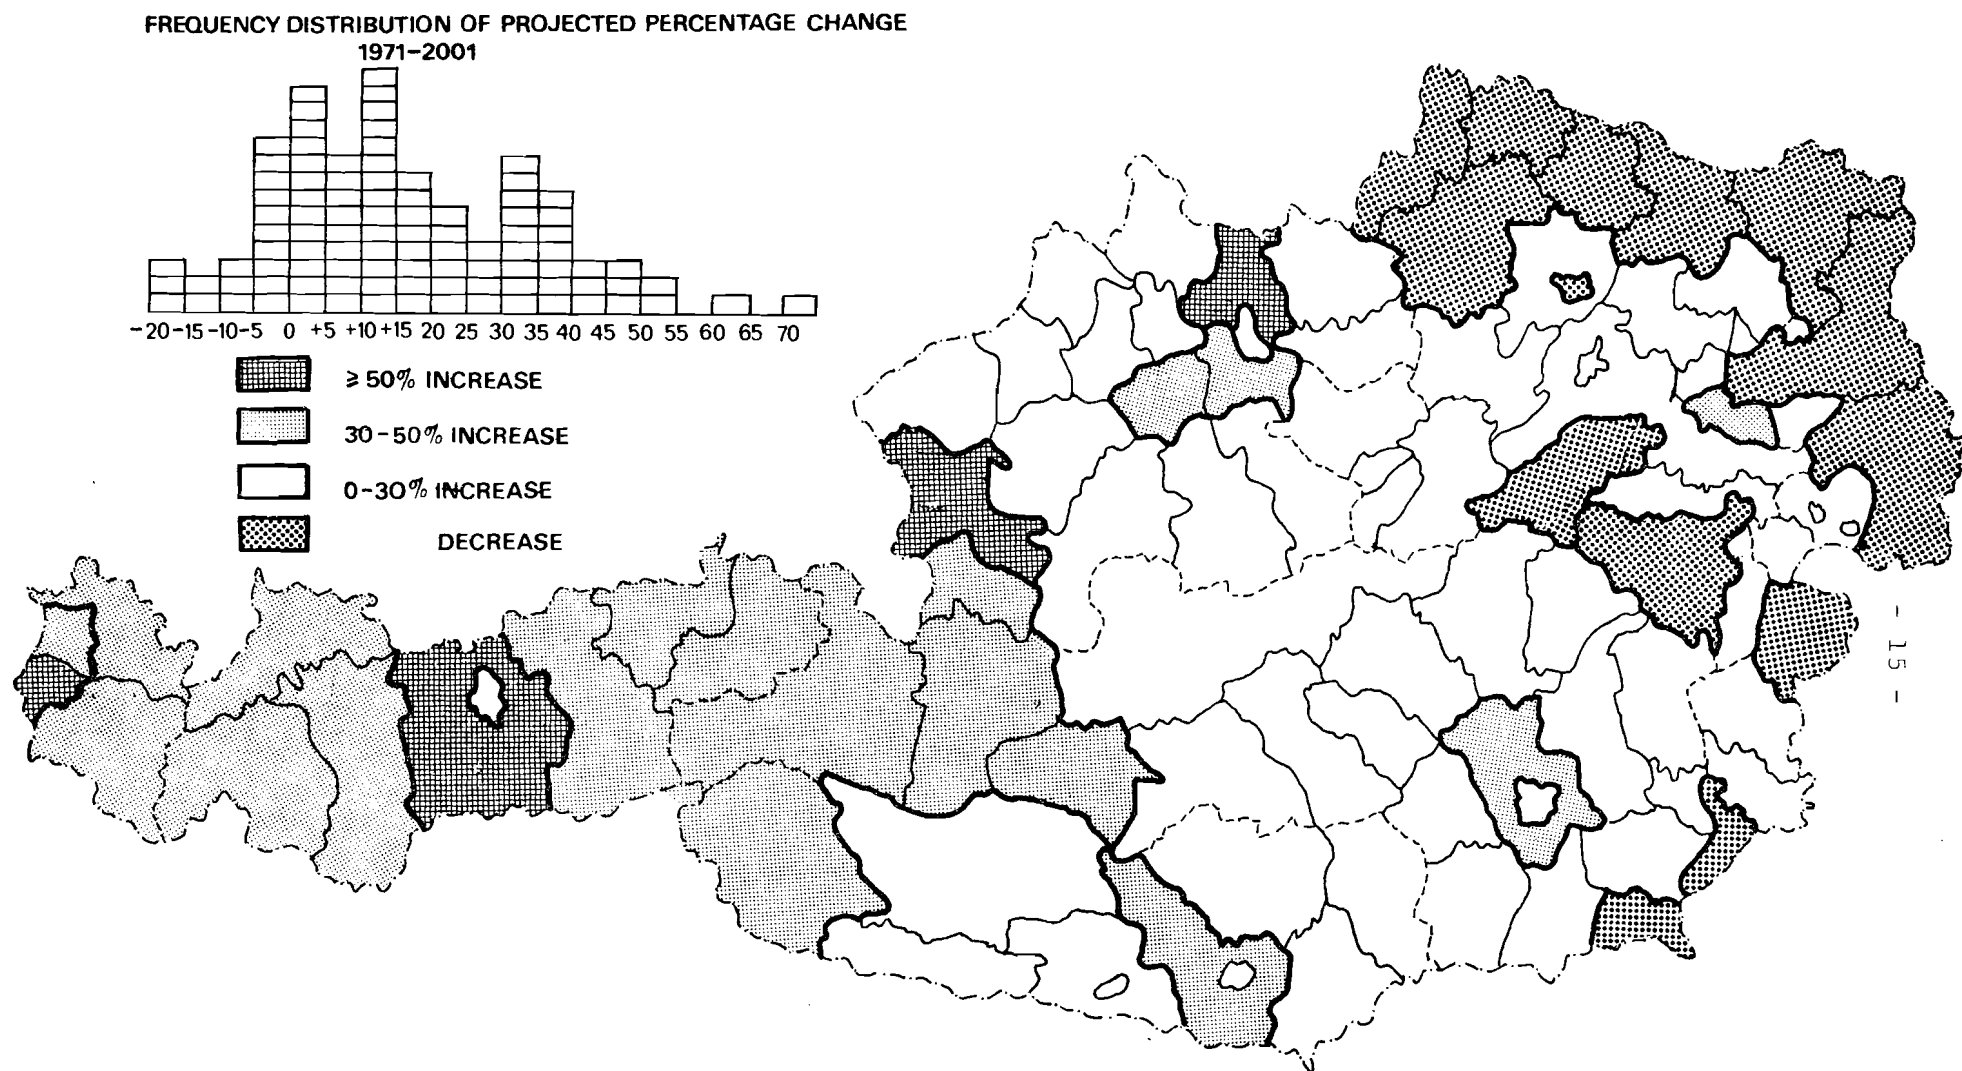 FREQUENCY DISTRIBUTION OF PROJECTED PERCENTAGE CHANGE
1971-2001
-20 -15 -10 -5 0 +5 +10 +15 20 25 30 35 40 45 50 55 60 65 70
≥ 50% INCREASE
30-50% INCREASE
0-30% INCREASE
DECREASE
- 15 -